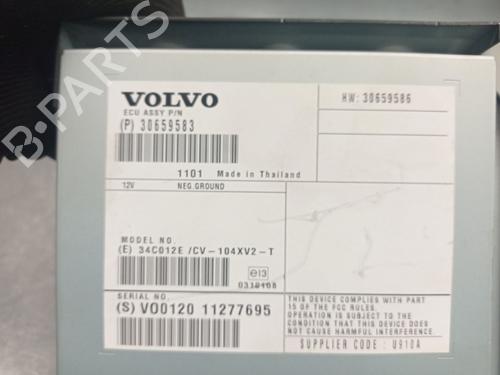 VOLVO
ECU ASSY P/N
(P) 30659583
HW: 30659586
1101 Made in Thailand
12V NEG.GROUND
MODEL NO.
(E) 34C012E /CV-104XV2-T
e13
SERIAL NO.
(S) VO0120 11277695
THIS DEVICE COMPLIES WITH PART
15 OF THE FCC RULES.
OPERATION IS SUBJECT TO THE
CONDITION THAT THIS DEVICE DOES
NOT CAUSE HARMFUL INTERFERENCE.
SUPPLIER CODE : U910A
B-PARTS